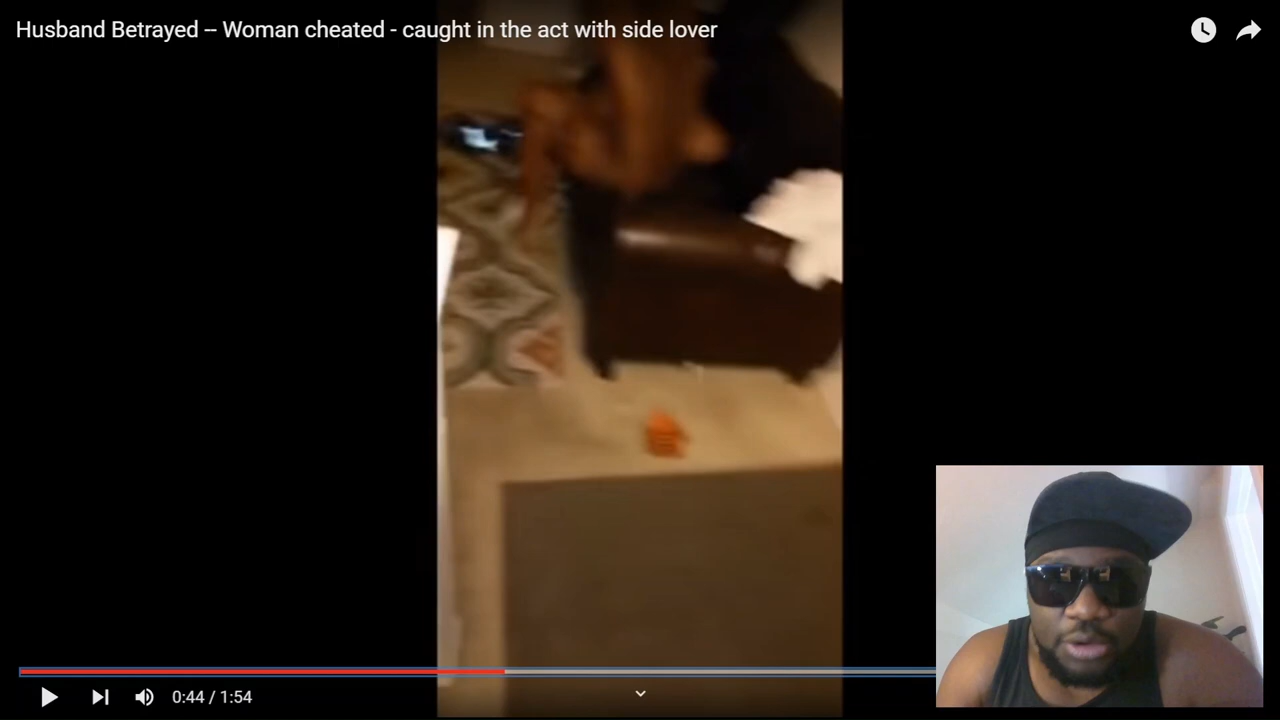 Husband Betrayed -- Woman cheated - caught in the act with side lover
0:44 / 1:54